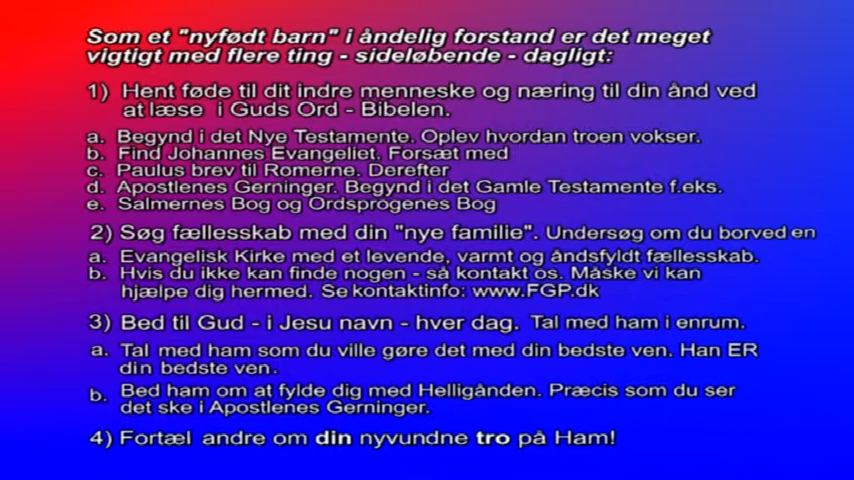 Som et "nyfødt barn" i åndelig forstand er det meget
vigtigt med flere ting - sideløbende - dagligt:
1) Hent føde til dit indre menneske og næring til din ånd ved
at læse i Guds Ord - Bibelen.
a. Begynd i det Nye Testamente. Oplev hvordan troen vokser.
b. Find Johannes Evangeliet. Forsæt med
c. Paulus brev til Romerne. Derefter
d. Apostlenes Gerninger. Begynd i det Gamle Testamente f.eks.
e. Salmernes Bog og Ordsprogenes Bog
2) Søg fællesskab med din "nye familie". Undersøg om du bor ved en
a. Evangelisk Kirke med et levende, varmt og åndsfyldt fællesskab.
b. Hvis du ikke kan finde nogen - så kontakt os. Måske vi kan
hjælpe dig hermed. Se kontaktinfo: www.FGP.dk
3) Bed til Gud - i Jesu navn - hver dag. Tal med ham i enrum.
a. Tal med ham som du ville gøre det med din bedste ven. Han ER
din bedste ven.
b. Bed ham om at fylde dig med Helligånden. Præcis som du ser
det ske i Apostlenes Gerninger.
4) Fortæl andre om din nyvundne tro på Ham!